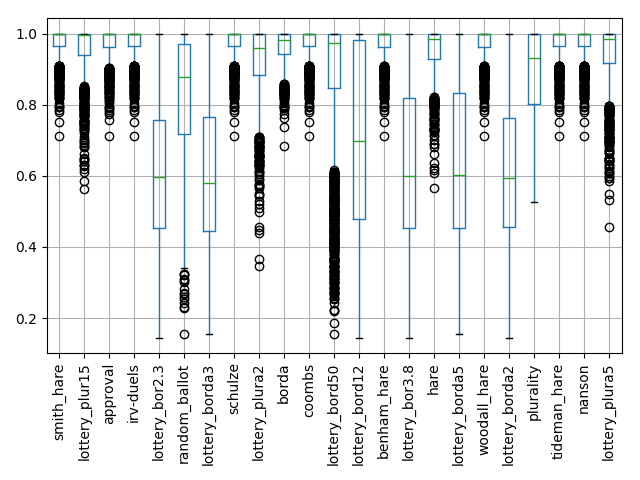 1.0
0.8
0.6
0.4
0.2
smith_hare
lottery_plur15
approval
irv-duels
lottery_bor2.3
random_ballot
lottery_borda3
schulze
lottery_plura2
borda
coombs
lottery_bord50
lottery_bord12
benham_hare
lottery_bor3.8
hare
lottery_borda5
woodall_hare
lottery_borda2
plurality
tideman_hare
nanson
lottery_plura5